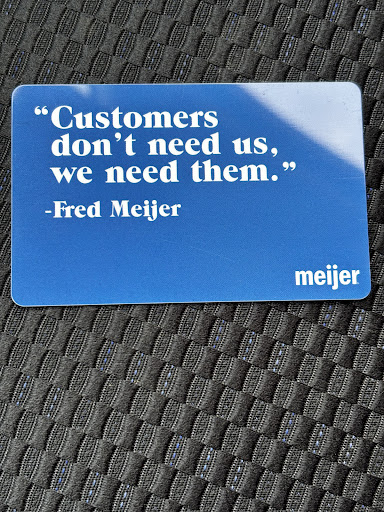 “Customers
don’t need us,
we need them.”
-Fred Meijer
meijer